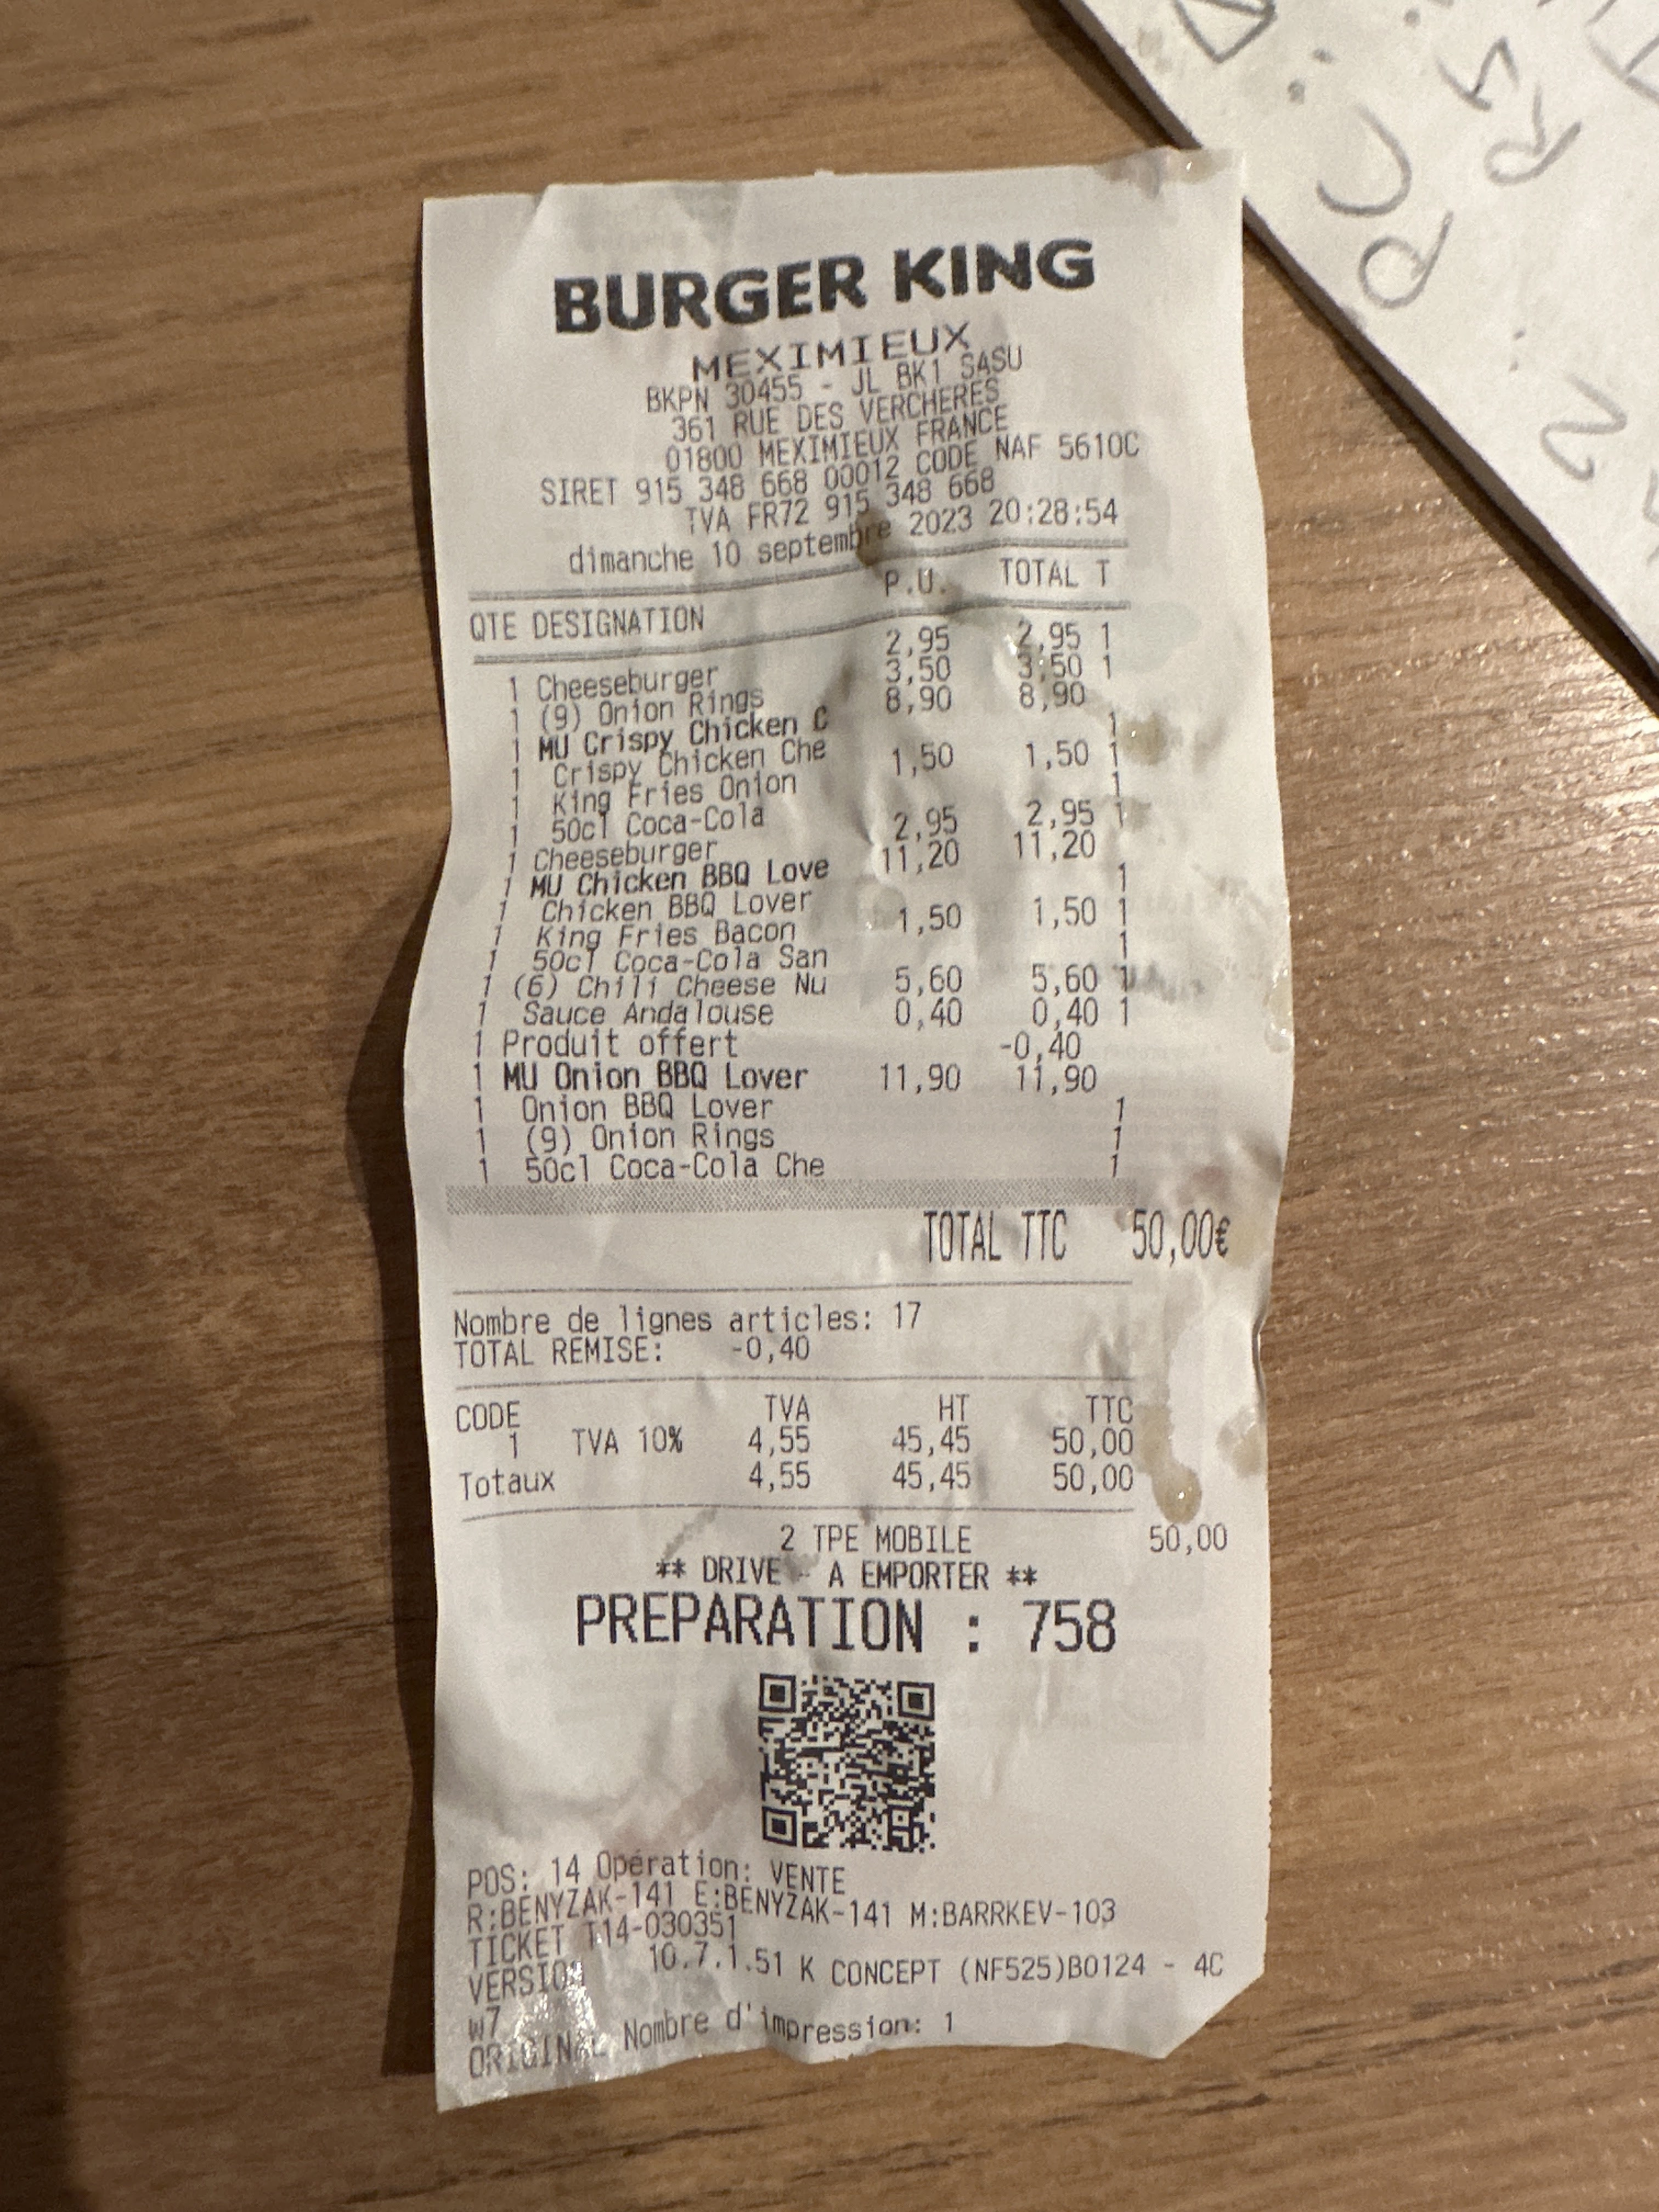 BURGER KING
MEXIMIEUX
BKPN 30455 - JL BK1 SASU
361 RUE DES VERCHERES
01800 MEXIMIEUX FRANCE
SIRET 915 348 668 00012 CODE NAF 5610C
TVA FR72 915 348 668
dimanche 10 septembre 2023 20:28:54
QTE DESIGNATION P.U. TOTAL T
1 Cheeseburger 2,95 2,95 1
1 (9) Onion Rings 3,50 3,50 1
1 MU Crispy Chicken C 8,90 8,90
1 Crispy Chicken Che 1
1 King Fries Onion 1,50 1,50 1
1 50cl Coca-Cola 1
1 Cheeseburger 2,95 2,95 1
1 MU Chicken BBQ Love 11,20 11,20
1 Chicken BBQ Lover 1
1 King Fries Bacon 1,50 1,50 1
1 50cl Coca-Cola San 1
1 (6) Chili Cheese Nu 5,60 5,60 1
1 Sauce Andalouse 0,40 0,40 1
1 Produit offert -0,40
1 MU Onion BBQ Lover 11,90 11,90
1 Onion BBQ Lover 1
1 (9) Onion Rings 1
1 50cl Coca-Cola Che 1
TOTAL TTC 50,00€
Nombre de lignes articles: 17
TOTAL REMISE: -0,40
CODE TVA HT TTC
1 TVA 10% 4,55 45,45 50,00
Totaux 4,55 45,45 50,00
2 TPE MOBILE 50,00
** DRIVE - A EMPORTER **
PREPARATION : 758
POS: 14 Opération: VENTE
R:BENYZAK-141 E:BENYZAK-141 M:BARRKEV-103
TICKET T14-030351
VERSION 10.7.1.51 K CONCEPT (NF525)B0124 - 4C
w7
ORIGINAL Nombre d'impression: 1